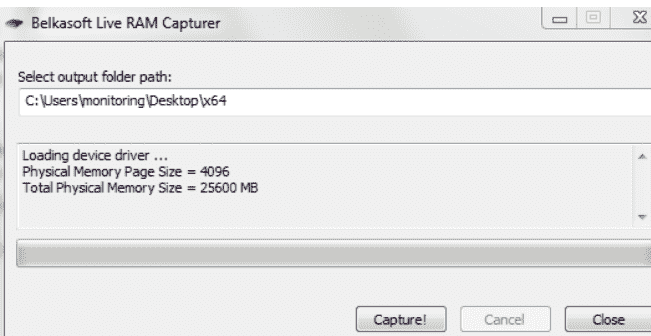 Belkasoft Live RAM Capturer
Select output folder path:
C:\Users\monitoring\Desktop\x64
Loading device driver ...
Physical Memory Page Size = 4096
Total Physical Memory Size = 25600 MB
Capture! Cancel Close